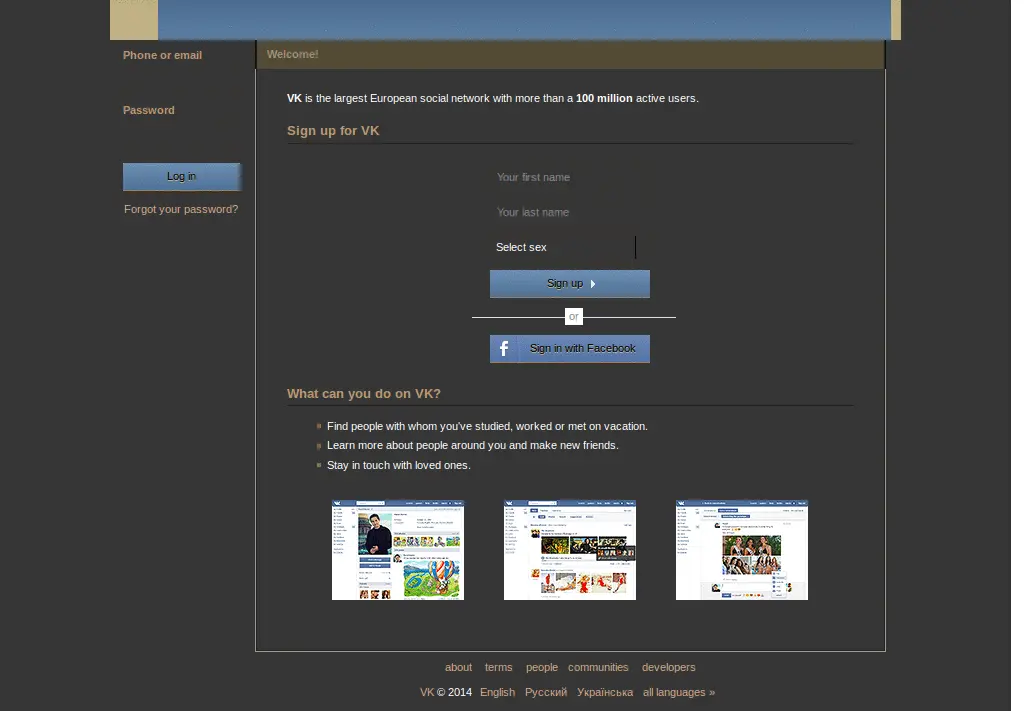 Phone or email
Password
Log in
Forgot your password?
Welcome!
VK is the largest European social network with more than a 100 million active users.
Sign up for VK
Your first name
Your last name
Select sex
Sign up
or
f Sign in with Facebook
What can you do on VK?
Find people with whom you've studied, worked or met on vacation.
Learn more about people around you and make new friends.
Stay in touch with loved ones.
about terms people communities developers
VK © 2014 English Русский Українська all languages »